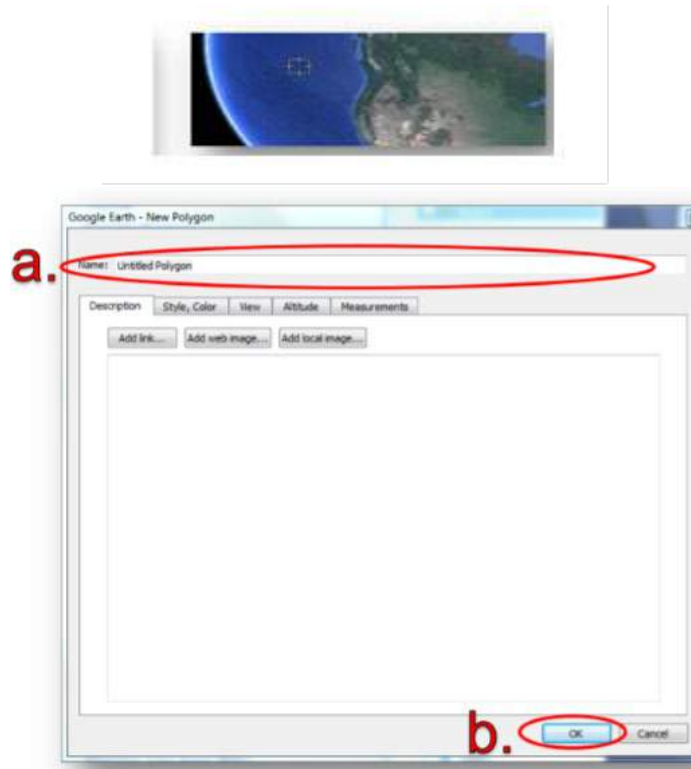 Google Earth - New Polygon
a.
Name: Untitled Polygon
Description Style, Color View Altitude Measurements
Add link... Add web image... Add local image...
b.
OK Cancel